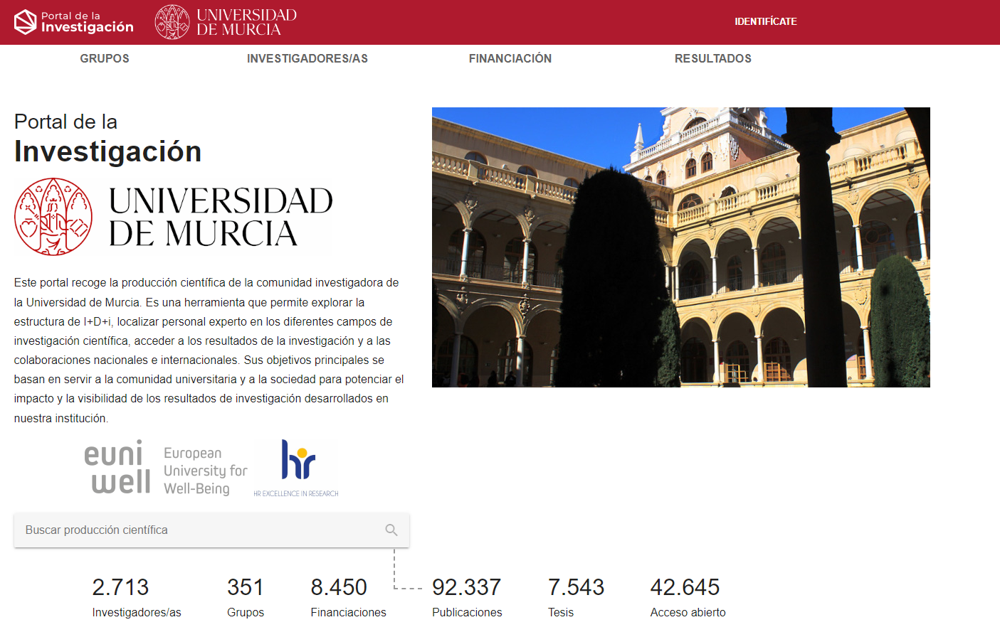 Portal de la
Investigación
UNIVERSIDAD
DE MURCIA
IDENTIFÍCATE
GRUPOS
INVESTIGADORES/AS
FINANCIACIÓN
RESULTADOS
Portal de la
Investigación
UNIVERSIDAD
DE MURCIA
Este portal recoge la producción científica de la comunidad investigadora de
la Universidad de Murcia. Es una herramienta que permite explorar la
estructura de I+D+i, localizar personal experto en los diferentes campos de
investigación científica, acceder a los resultados de la investigación y a las
colaboraciones nacionales e internacionales. Sus objetivos principales se
basan en servir a la comunidad universitaria y a la sociedad para potenciar el
impacto y la visibilidad de los resultados de investigación desarrollados en
nuestra institución.
euni
well
European
University for
Well-Being
hr
HR EXCELLENCE IN RESEARCH
Buscar producción científica
2.713
Investigadores/as
351
Grupos
8.450
Financiaciones
92.337
Publicaciones
7.543
Tesis
42.645
Acceso abierto